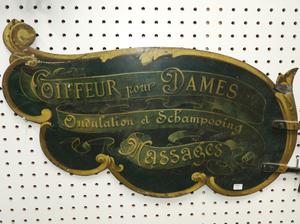 Coiffeur pour Dames
Ondulation et Schampooing
Massages